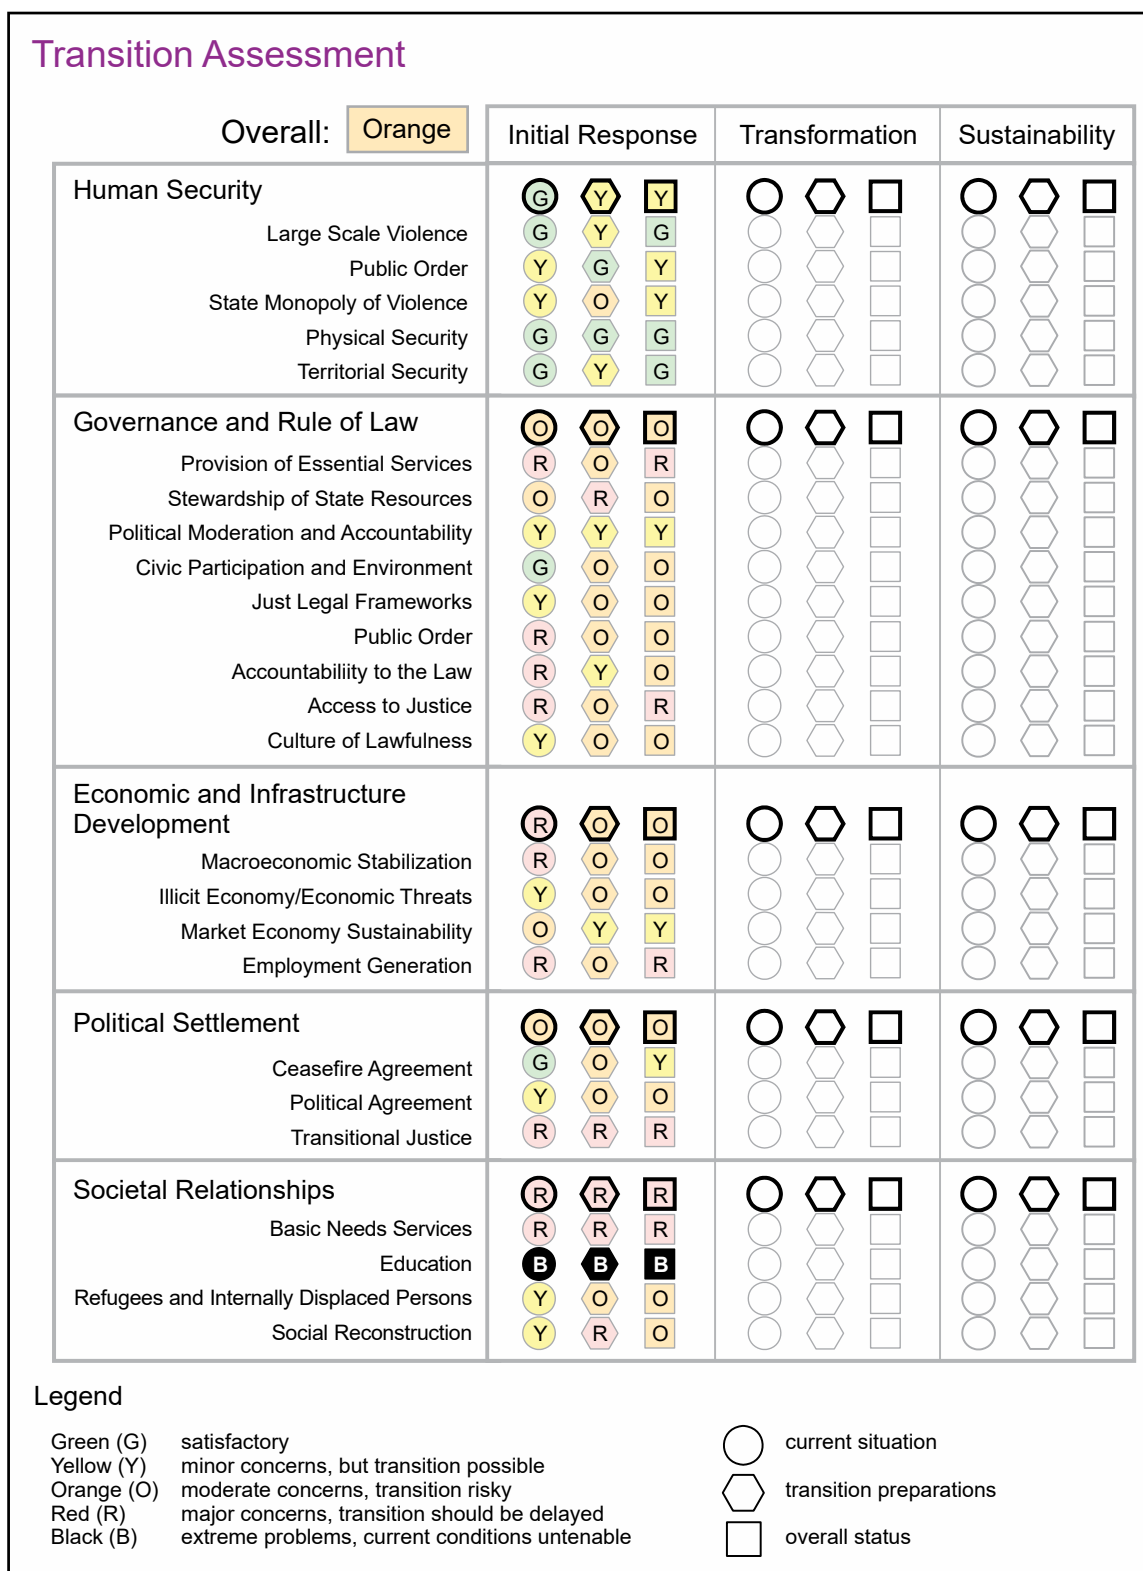 Transition Assessment
Overall: Orange Initial Response Transformation Sustainability
Human Security G Y Y
Large Scale Violence G Y G
Public Order Y G Y
State Monopoly of Violence Y O Y
Physical Security G G G
Territorial Security G Y G
Governance and Rule of Law O O O
Provision of Essential Services R O R
Stewardship of State Resources O R O
Political Moderation and Accountability Y Y Y
Civic Participation and Environment G O O
Just Legal Frameworks Y O O
Public Order R O O
Accountabiliity to the Law R Y O
Access to Justice R O R
Culture of Lawfulness Y O O
Economic and Infrastructure
Development R O O
Macroeconomic Stabilization R O O
Illicit Economy/Economic Threats Y O O
Market Economy Sustainability O Y Y
Employment Generation R O R
Political Settlement O O O
Ceasefire Agreement G O Y
Political Agreement Y O O
Transitional Justice R R R
Societal Relationships R R R
Basic Needs Services R R R
Education B B B
Refugees and Internally Displaced Persons Y O O
Social Reconstruction Y R O
Legend
Green (G) satisfactory
Yellow (Y) minor concerns, but transition possible
Orange (O) moderate concerns, transition risky
Red (R) major concerns, transition should be delayed
Black (B) extreme problems, current conditions untenable
current situation
transition preparations
overall status